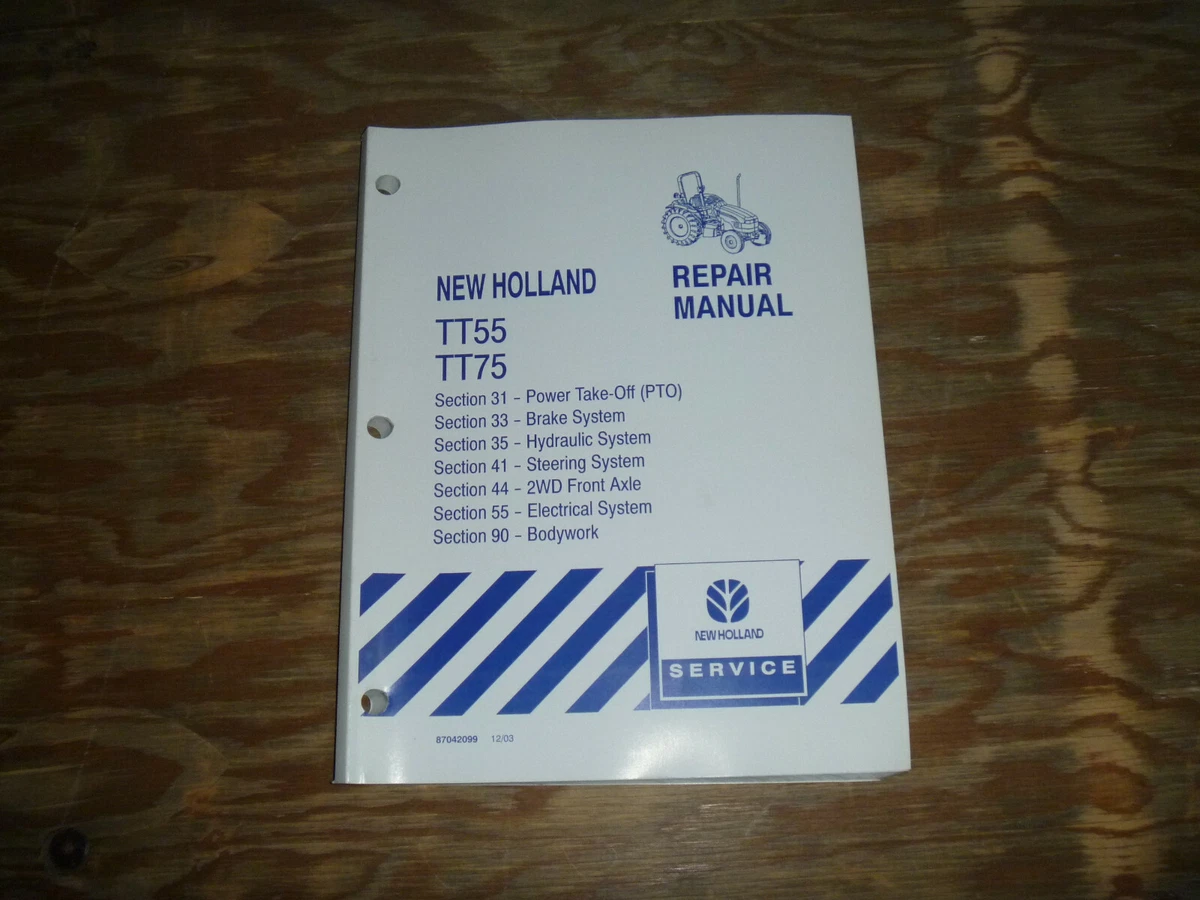 NEW HOLLAND
REPAIR
MANUAL
TT55
TT75
Section 31 - Power Take-Off (PTO)
Section 33 - Brake System
Section 35 - Hydraulic System
Section 41 - Steering System
Section 44 - 2WD Front Axle
Section 55 - Electrical System
Section 90 - Bodywork
NEW HOLLAND
SERVICE
87042099 12/03